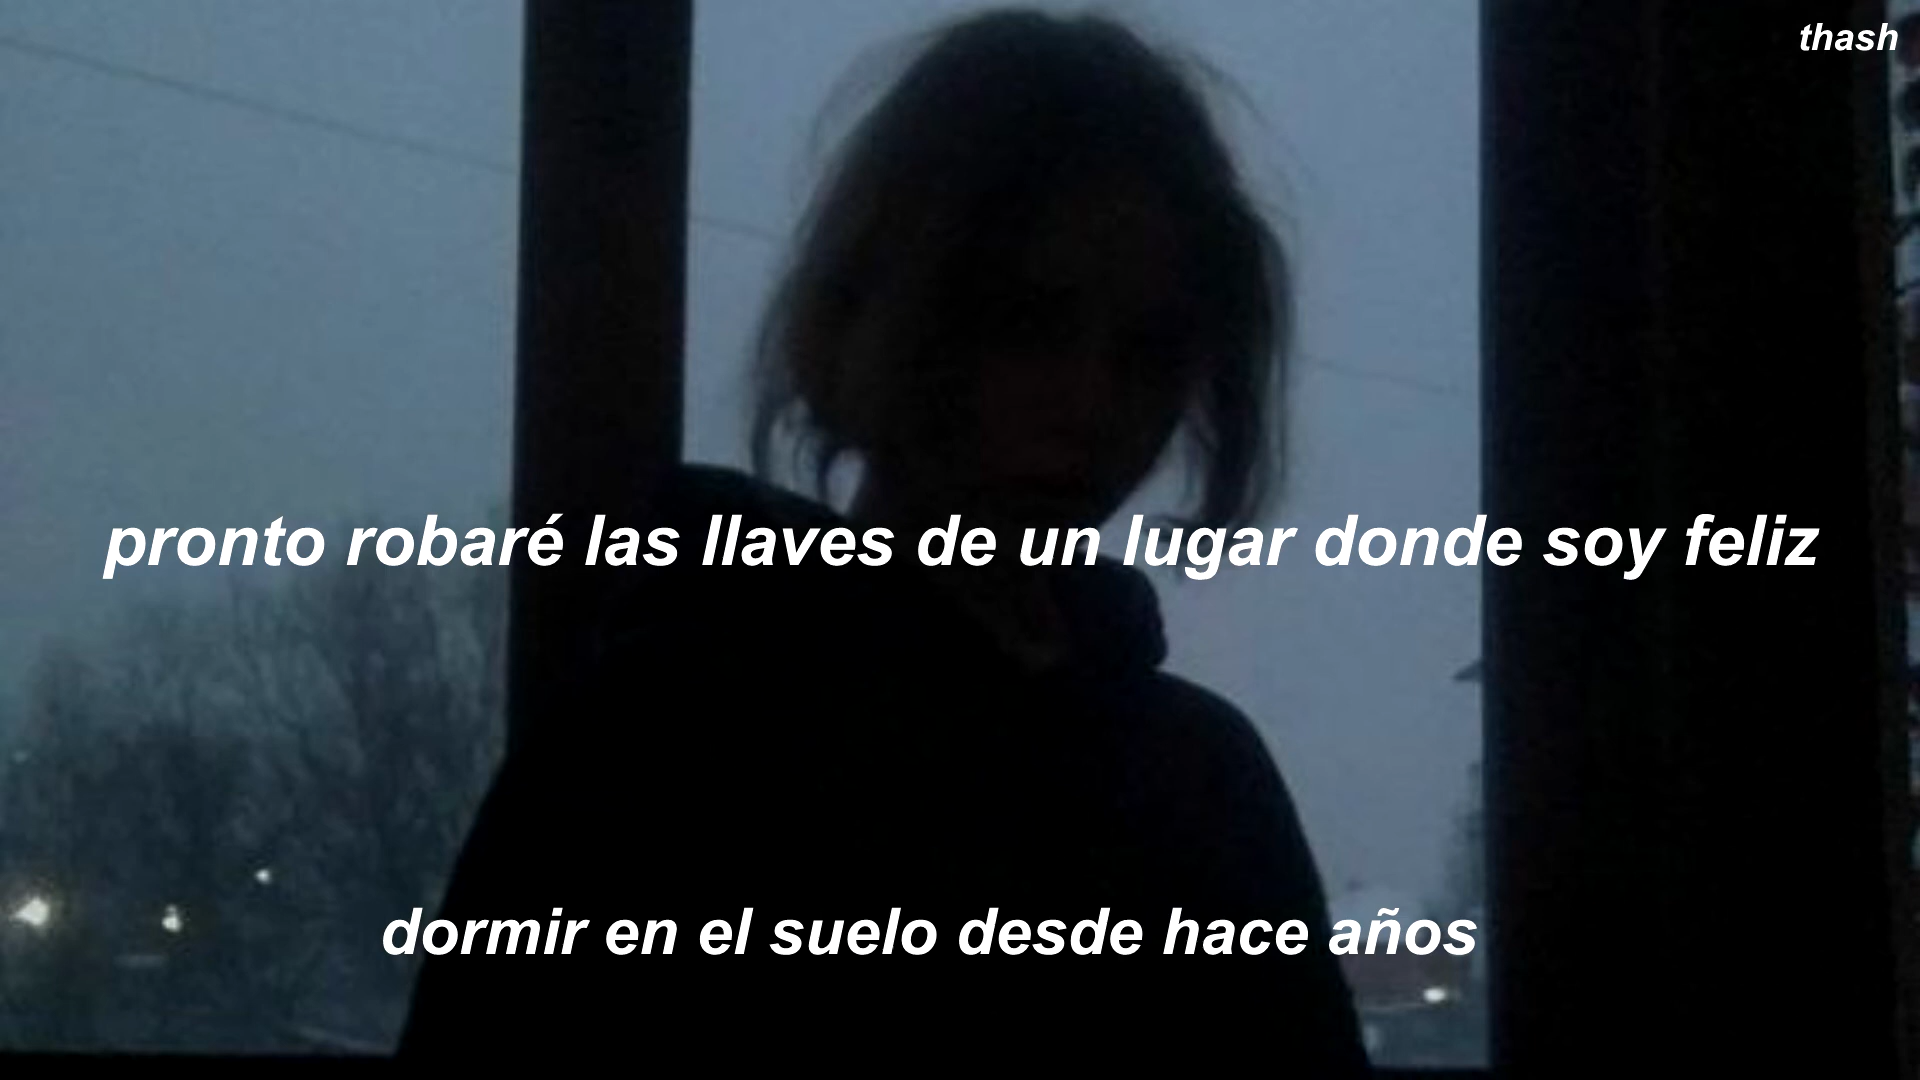 thash
pronto robaré las llaves de un lugar donde soy feliz
dormir en el suelo desde hace años